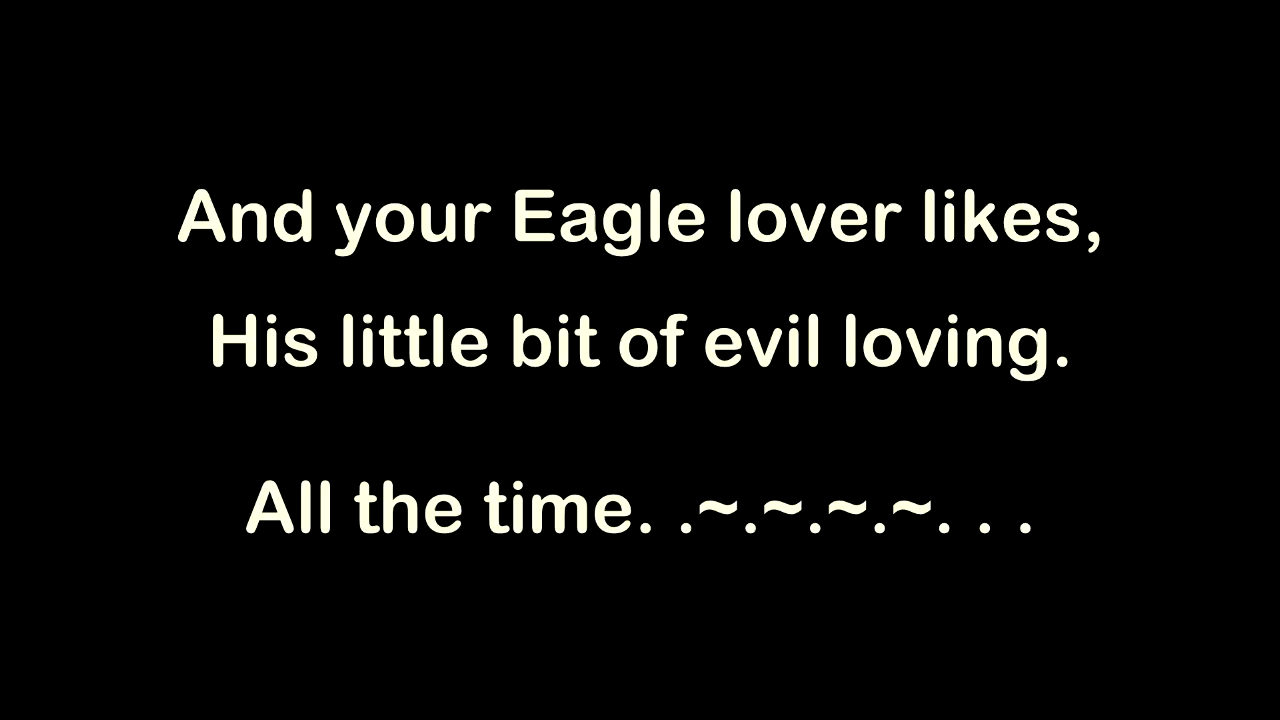 And your Eagle lover likes,
His little bit of evil loving.
All the time. .~.~.~.~. . .